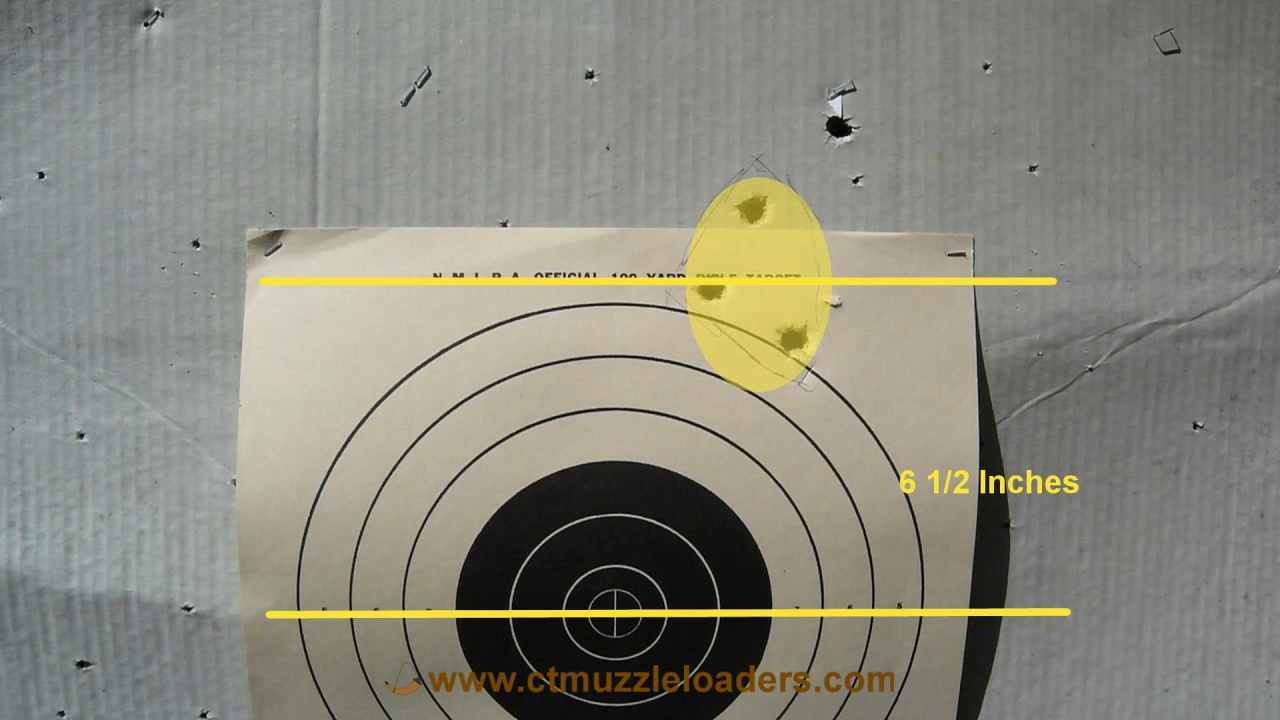 N. M. L. R. A. OFFICIAL 100 YARD RIFLE TARGET
6 1/2 Inches
www.ctmuzzleloaders.com